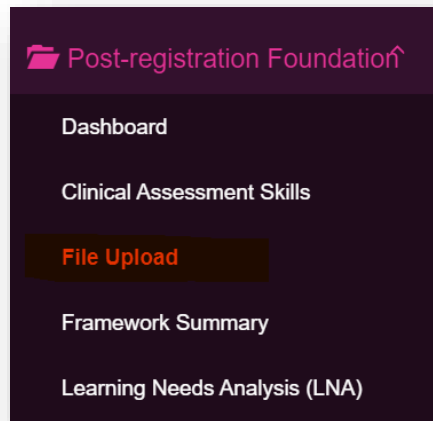 Post-registration Foundation
Dashboard
Clinical Assessment Skills
File Upload
Framework Summary
Learning Needs Analysis (LNA)